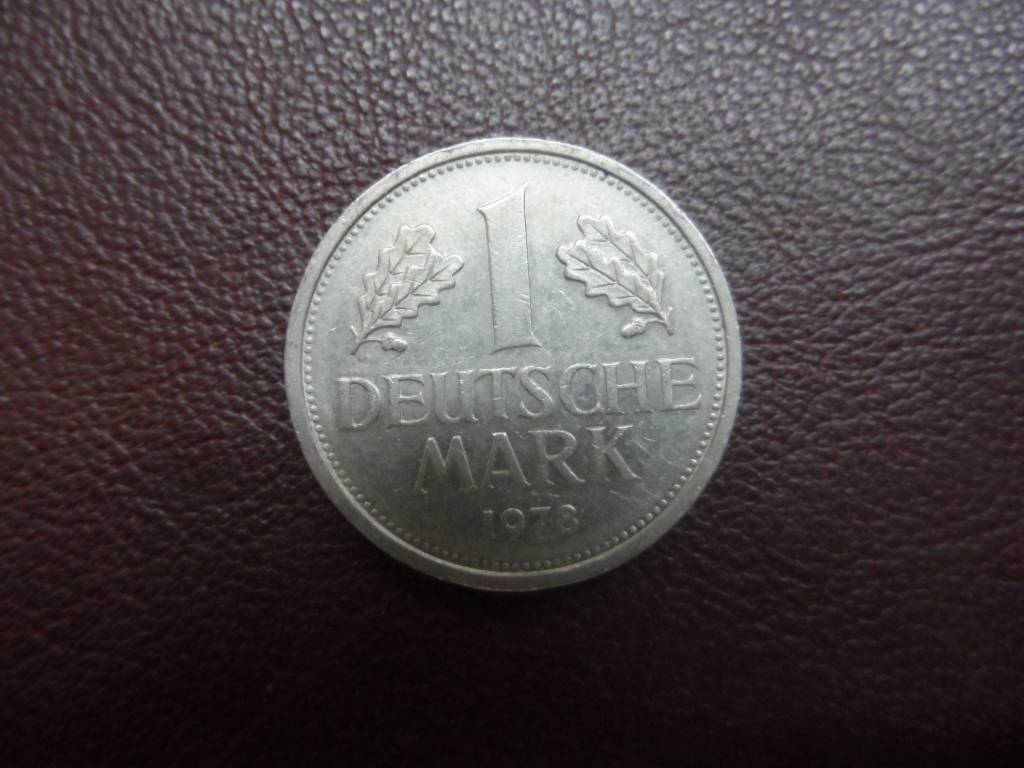 1
DEUTSCHE
MARK
1978